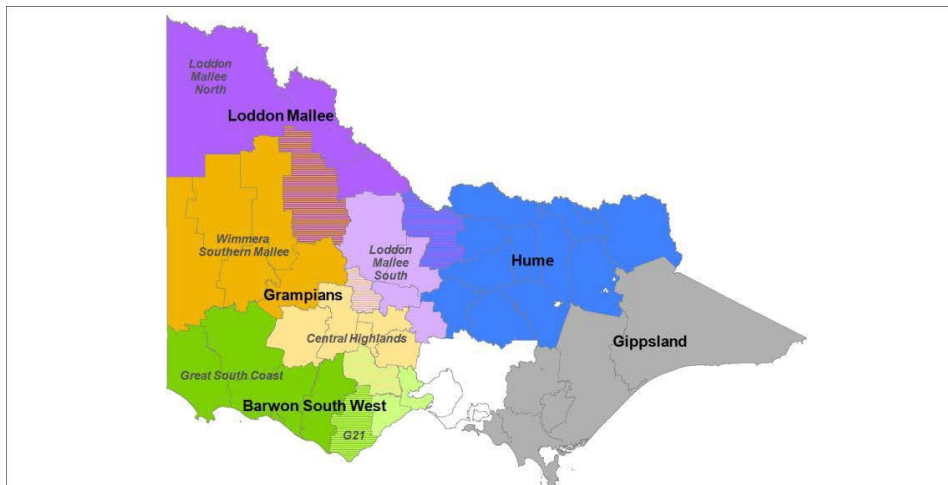 Loddon
Mallee
North
Loddon Mallee
Wimmera
Southern Mallee
Loddon
Mallee
South
Hume
Grampians
Central Highlands
Gippsland
Great South Coast
Barwon South West
G21